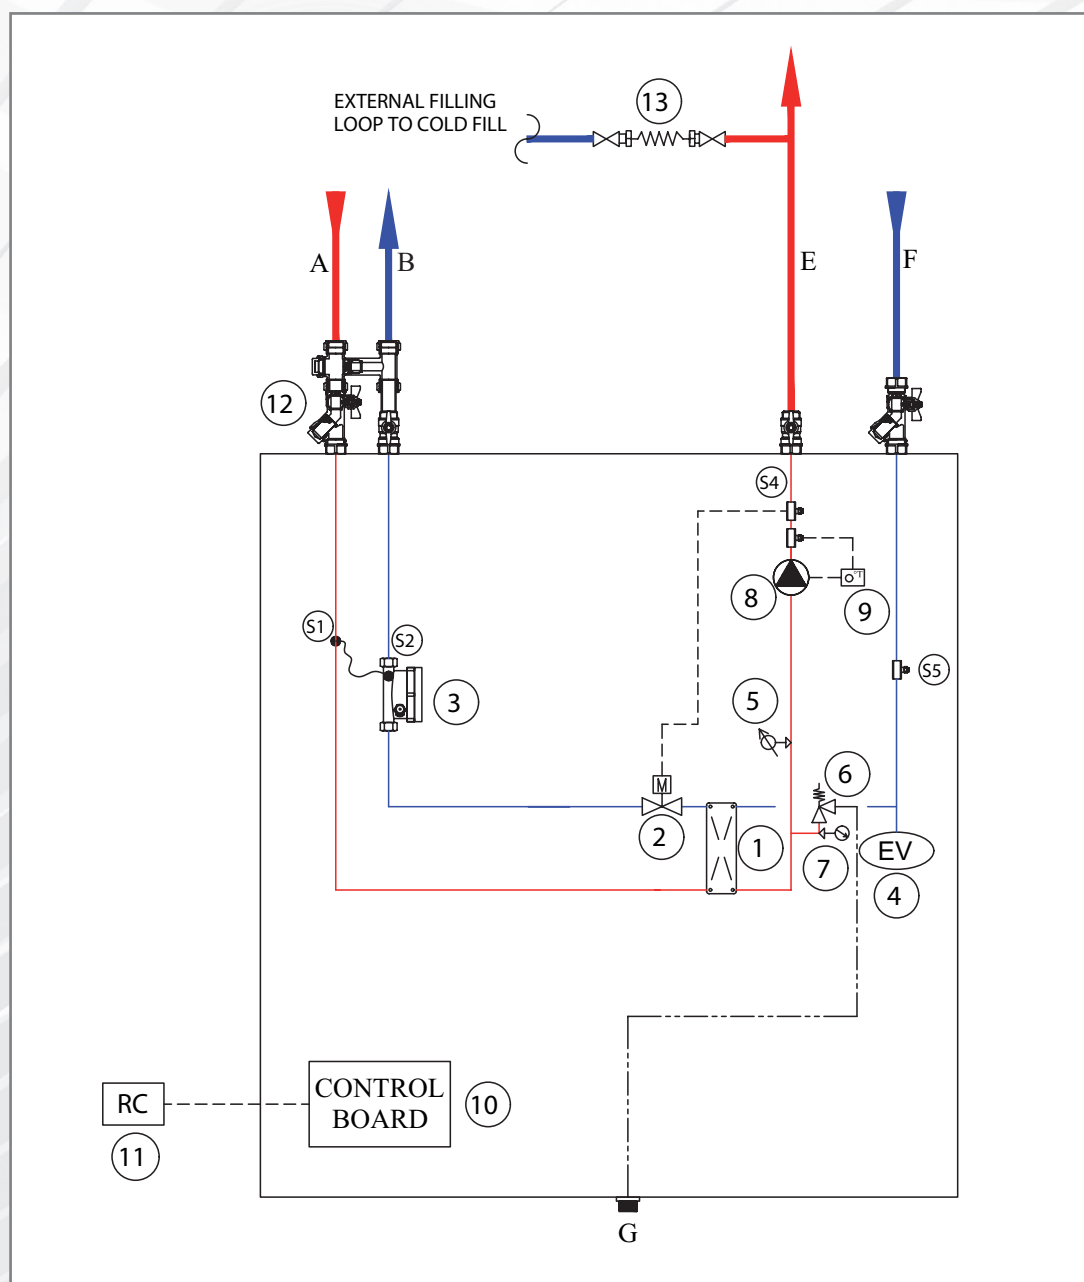 EXTERNAL FILLING
LOOP TO COLD FILL
13
A
B
E
F
12
S4
8
9
°T
S1
S2
S5
3
5
M
6
2
1
7
EV
4
CONTROL
BOARD
10
RC
11
G